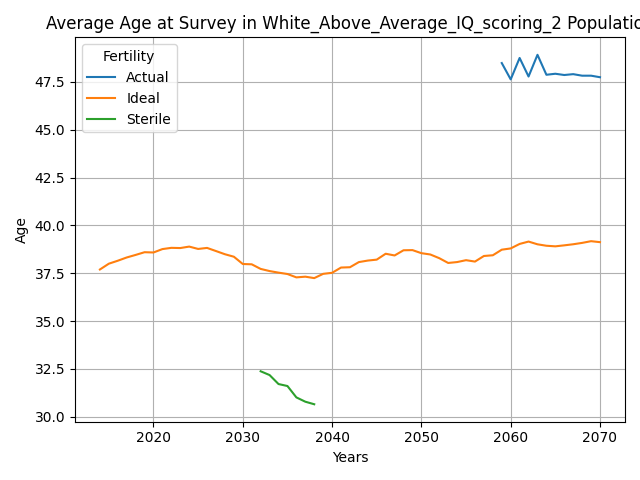 Average Age at Survey in White_Above_Average_IQ_scoring_2 Populatio
Fertility
Actual
Ideal
Sterile
47.5
45.0
42.5
40.0
37.5
35.0
32.5
30.0
Age
2020 2030 2040 2050 2060 2070
Years